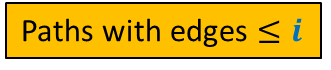 Paths with edges ≤ i